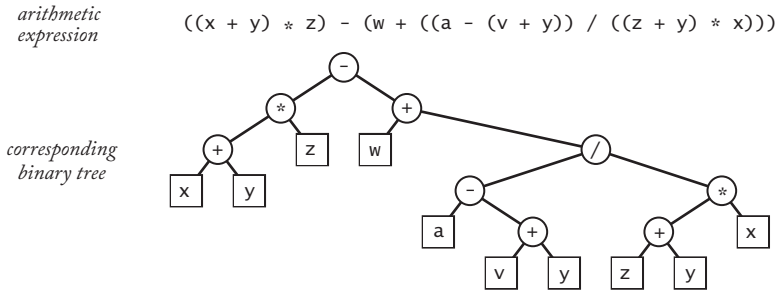 arithmetic
expression
((x + y) * z) - (w + ((a - (v + y)) / ((z + y) * x)))
-
* +
corresponding
binary tree
+ z w /
x y - *
a + + x
v y z y